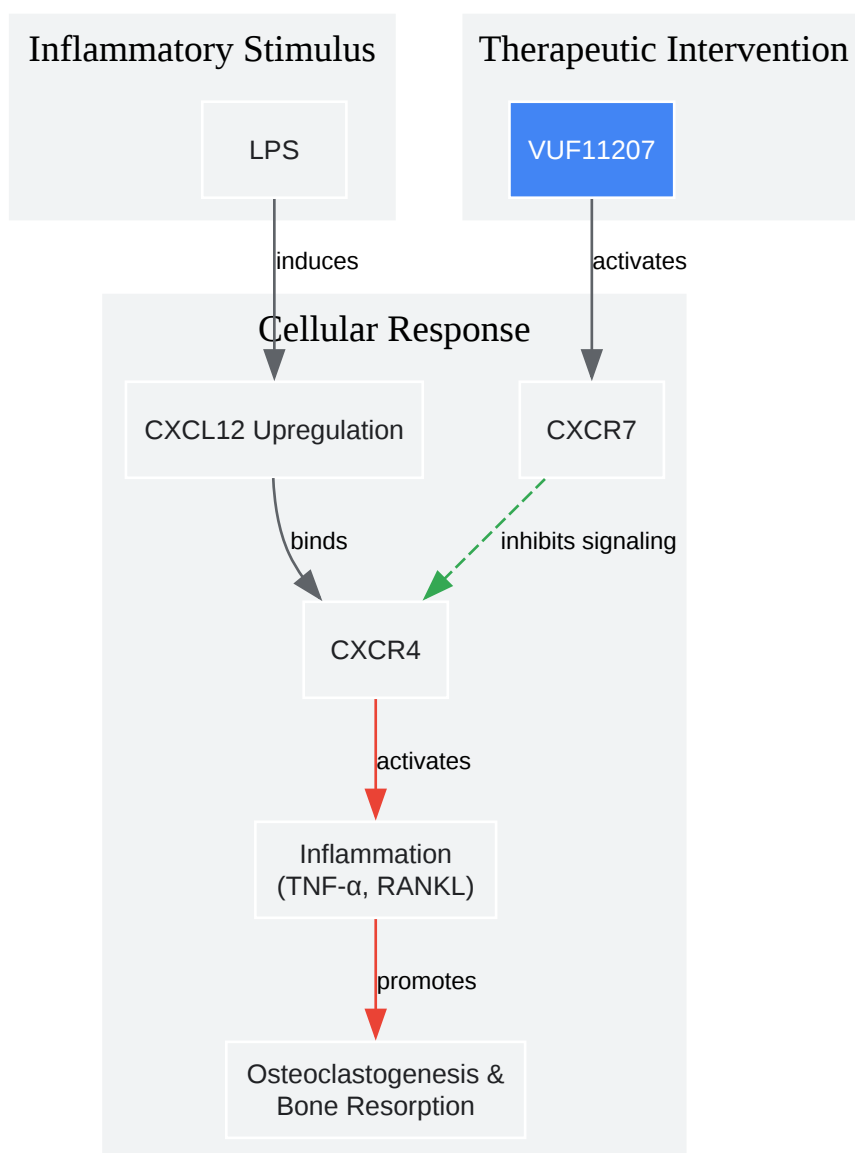 Inflammatory Stimulus
Therapeutic Intervention
LPS
VUF11207
induces
activates
Cellular Response
CXCL12 Upregulation
CXCR7
binds
inhibits signaling
CXCR4
activates
Inflammation
(TNF-α, RANKL)
promotes
Osteoclastogenesis &
Bone Resorption